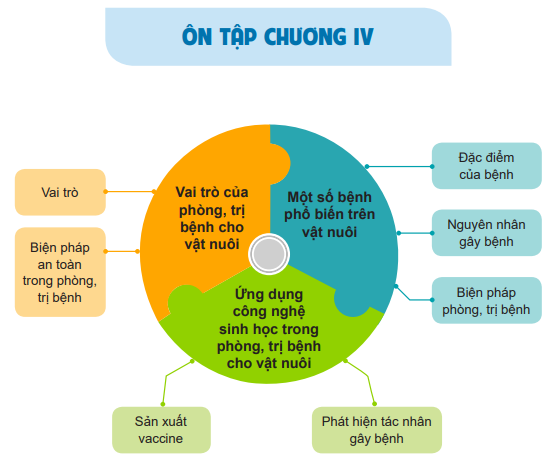 ÔN TẬP CHƯƠNG IV
Vai trò
Biện pháp
an toàn
trong phòng,
trị bệnh
Vai trò của
phòng, trị
bệnh cho
vật nuôi
Một số bệnh
phổ biến trên
vật nuôi
Đặc điểm
của bệnh
Nguyên nhân
gây bệnh
Biện pháp
phòng, trị bệnh
Ứng dụng
công nghệ
sinh học trong
phòng, trị bệnh
cho vật nuôi
Sản xuất
vaccine
Phát hiện tác nhân
gây bệnh